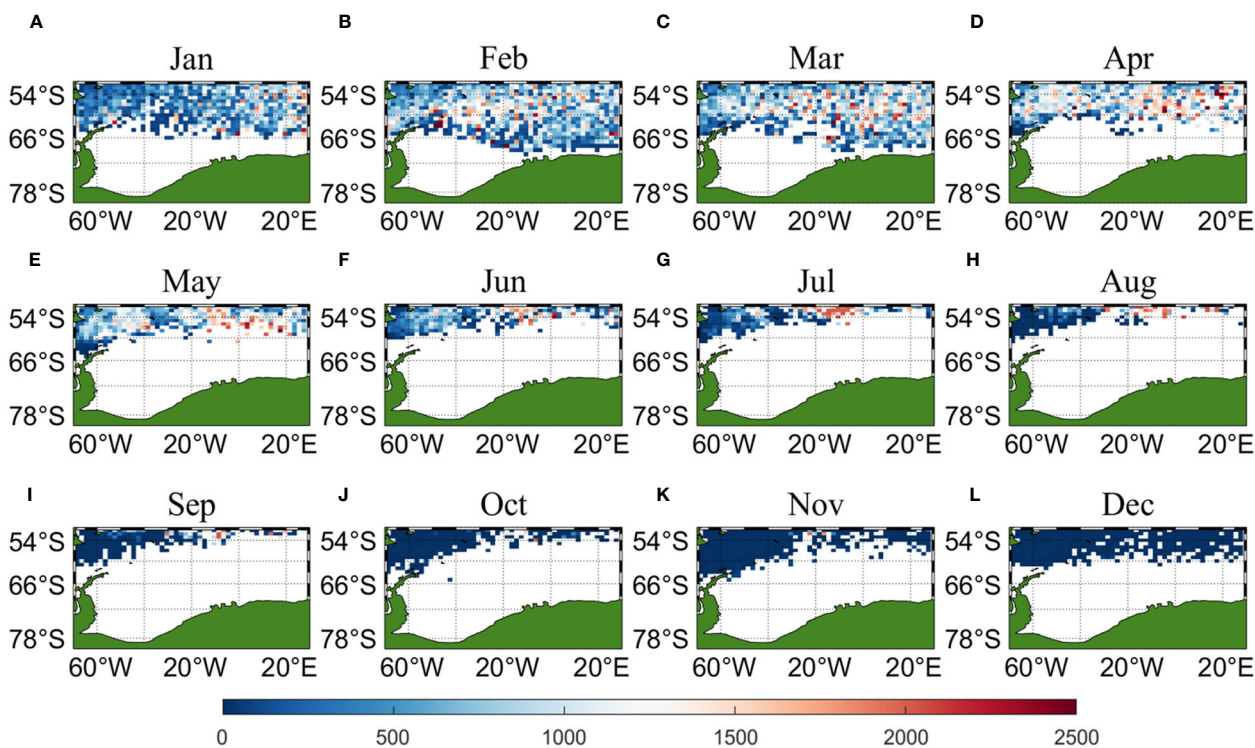 A B C D
Jan Feb Mar Apr
54°S 54°S 54°S 54°S
66°S 66°S 66°S 66°S
78°S 78°S 78°S 78°S
60°W 20°W 20°E 60°W 20°W 20°E 60°W 20°W 20°E 60°W 20°W 20°E
E F G H
May Jun Jul Aug
54°S 54°S 54°S 54°S
66°S 66°S 66°S 66°S
78°S 78°S 78°S 78°S
60°W 20°W 20°E 60°W 20°W 20°E 60°W 20°W 20°E 60°W 20°W 20°E
I J K L
Sep Oct Nov Dec
54°S 54°S 54°S 54°S
66°S 66°S 66°S 66°S
78°S 78°S 78°S 78°S
60°W 20°W 20°E 60°W 20°W 20°E 60°W 20°W 20°E 60°W 20°W 20°E
0 500 1000 1500 2000 2500